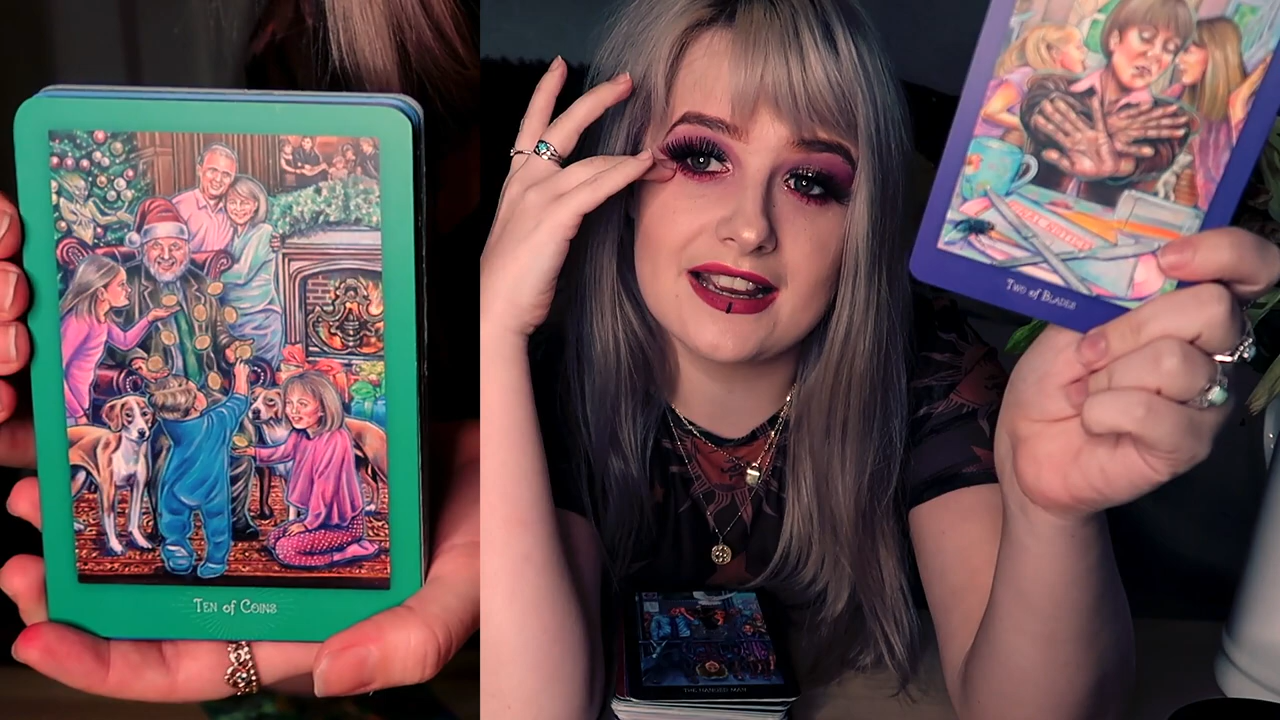 Ten of Coins
Two of Blades
The Hanged Man